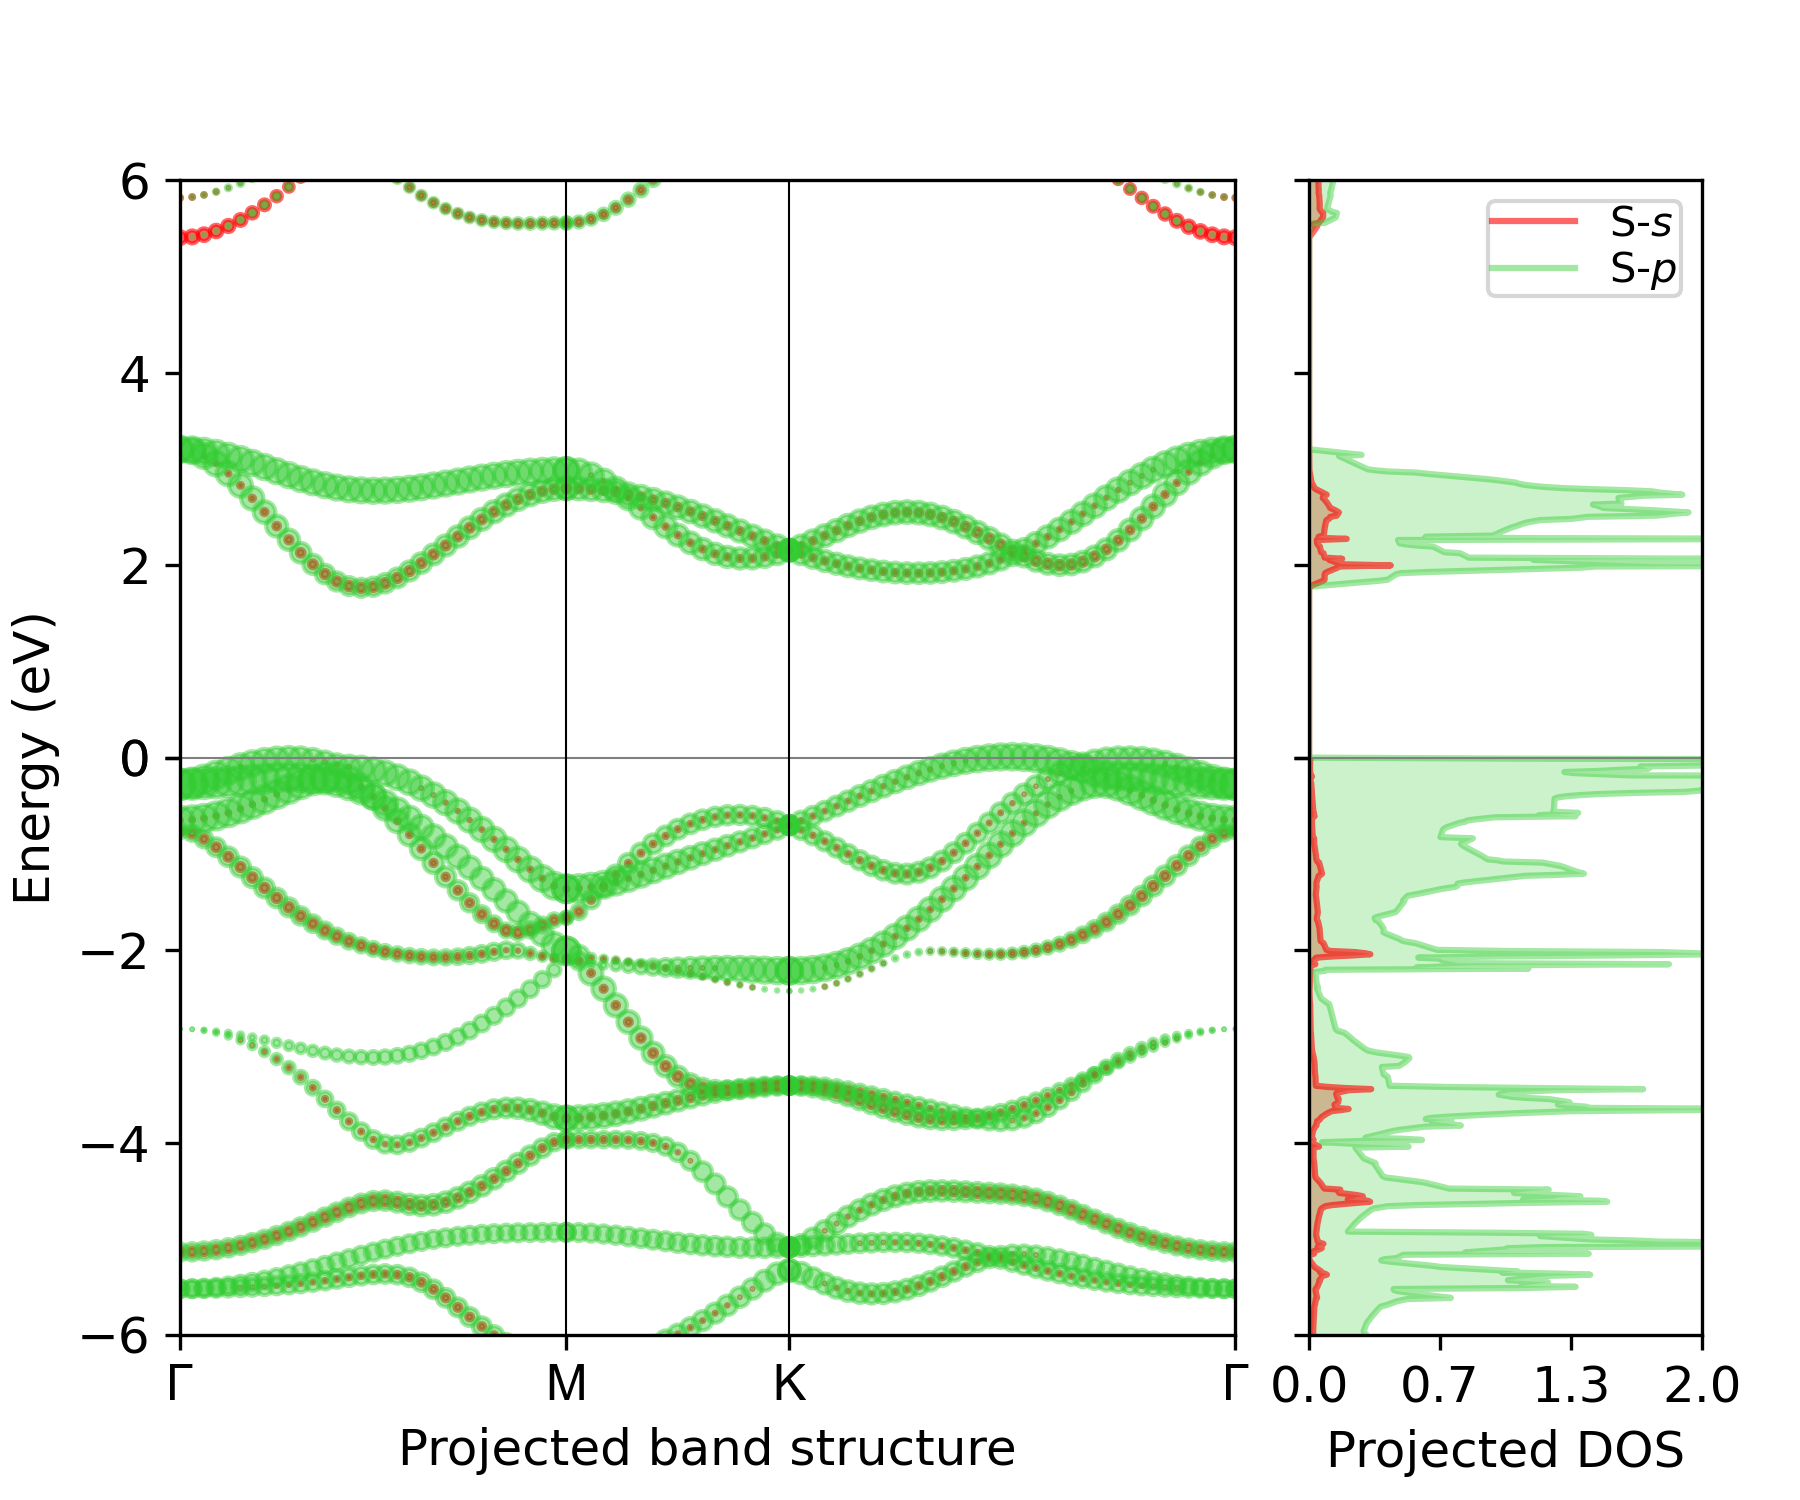 Energy (eV)
6
4
2
0
−2
−4
−6
Γ M K Γ
Projected band structure
S-s
S-p
0.0 0.7 1.3 2.0
Projected DOS